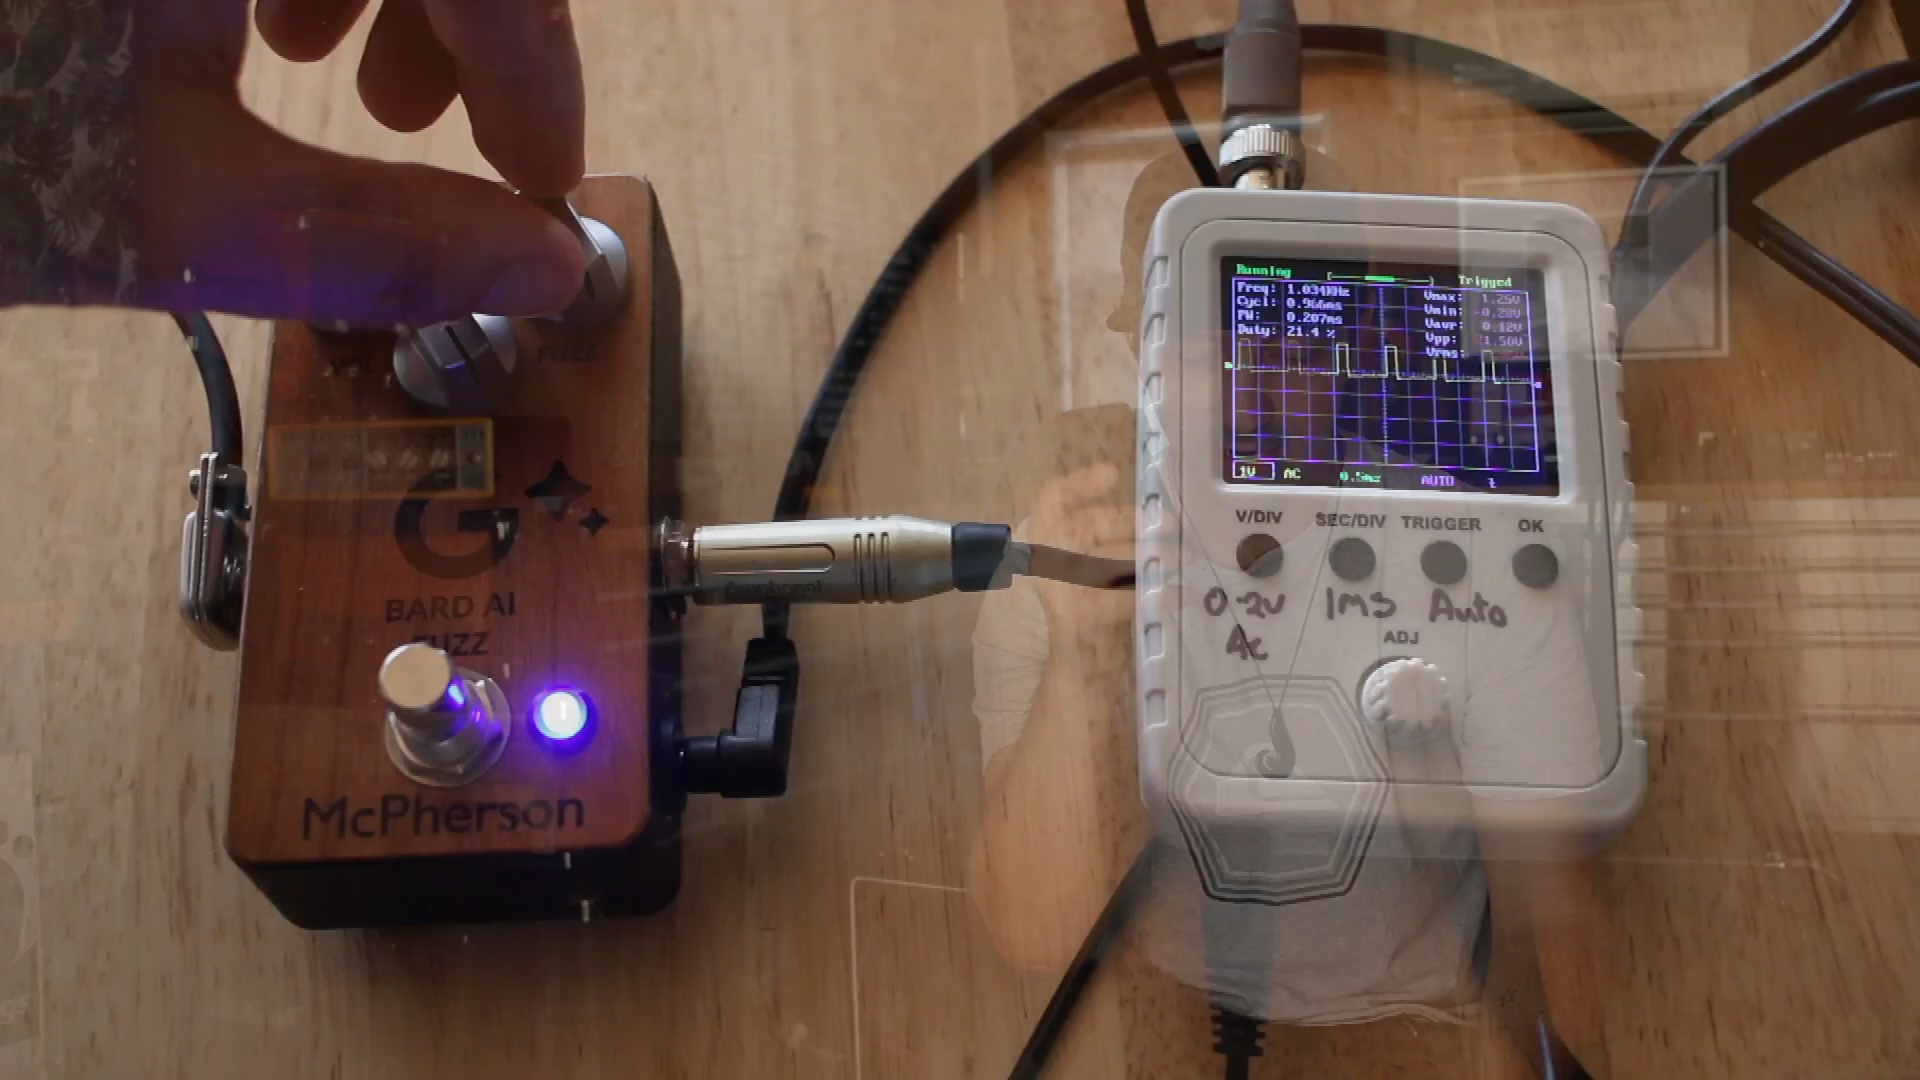 FUZZ
G
BARD AI
FUZZ
McPherson
Running
Trigged
Freq: 1.034KHz
Cycl: 0.966ms
PW: 0.207ms
Duty: 21.4 %
Vmax: 1.25V
Vmin: -0.28V
Vavr: 0.12V
Vpp: 1.50V
Vrms:
1V AC 0.5ms AUTO
V/DIV SEC/DIV TRIGGER OK
0-2V 1MS Auto
AC
ADJ